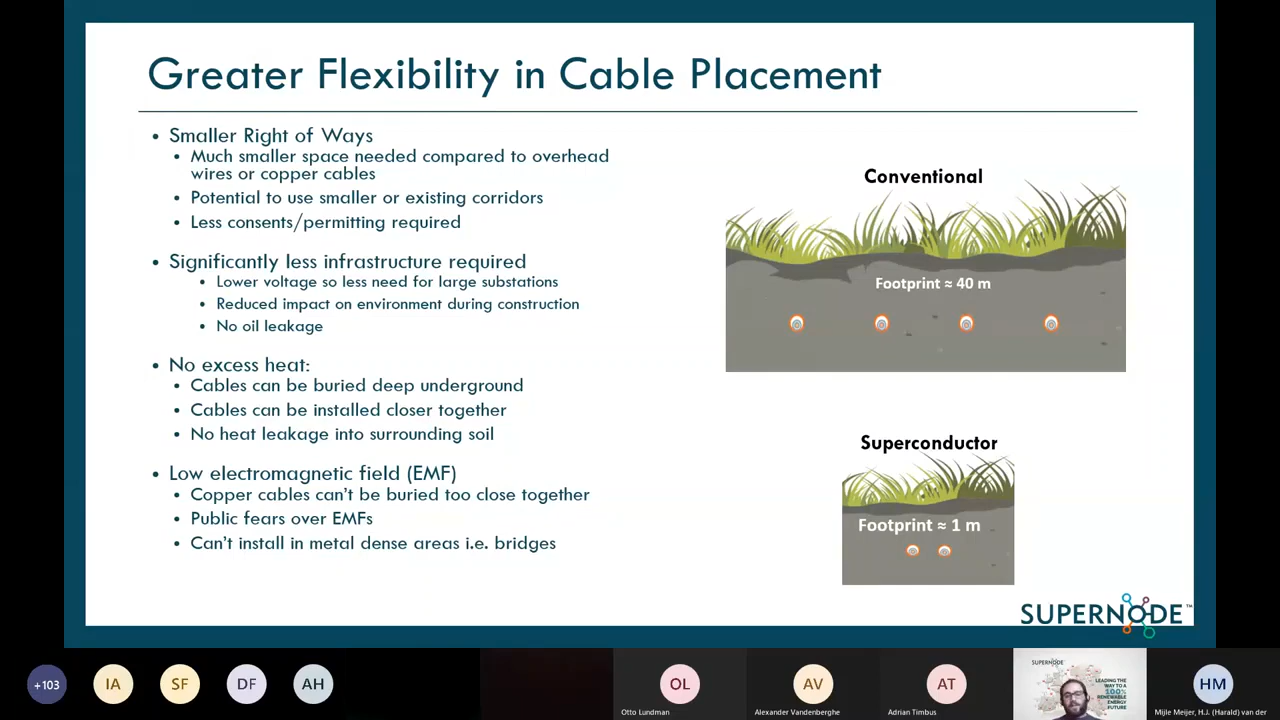 Greater Flexibility in Cable Placement
• Smaller Right of Ways
• Much smaller space needed compared to overhead
wires or copper cables
• Potential to use smaller or existing corridors
• Less consents/permitting required
• Significantly less infrastructure required
• Lower voltage so less need for large substations
• Reduced impact on environment during construction
• No oil leakage
• No excess heat:
• Cables can be buried deep underground
• Cables can be installed closer together
• No heat leakage into surrounding soil
• Low electromagnetic field (EMF)
• Copper cables can't be buried too close together
• Public fears over EMFs
• Can't install in metal dense areas i.e. bridges
Conventional
Footprint ≈ 40 m
Superconductor
Footprint ≈ 1 m
SUPERNODE™
+103
IA
SF
DF
AH
OL
Otto Lundman
AV
Alexander Vandenberghe
AT
Adrian Timbus
SUPERNODE
LEADING THE
WAY TO A
100%
RENEWABLE
ENERGY
FUTURE
HM
Mijle Meijer, H.J. (Harald) van der